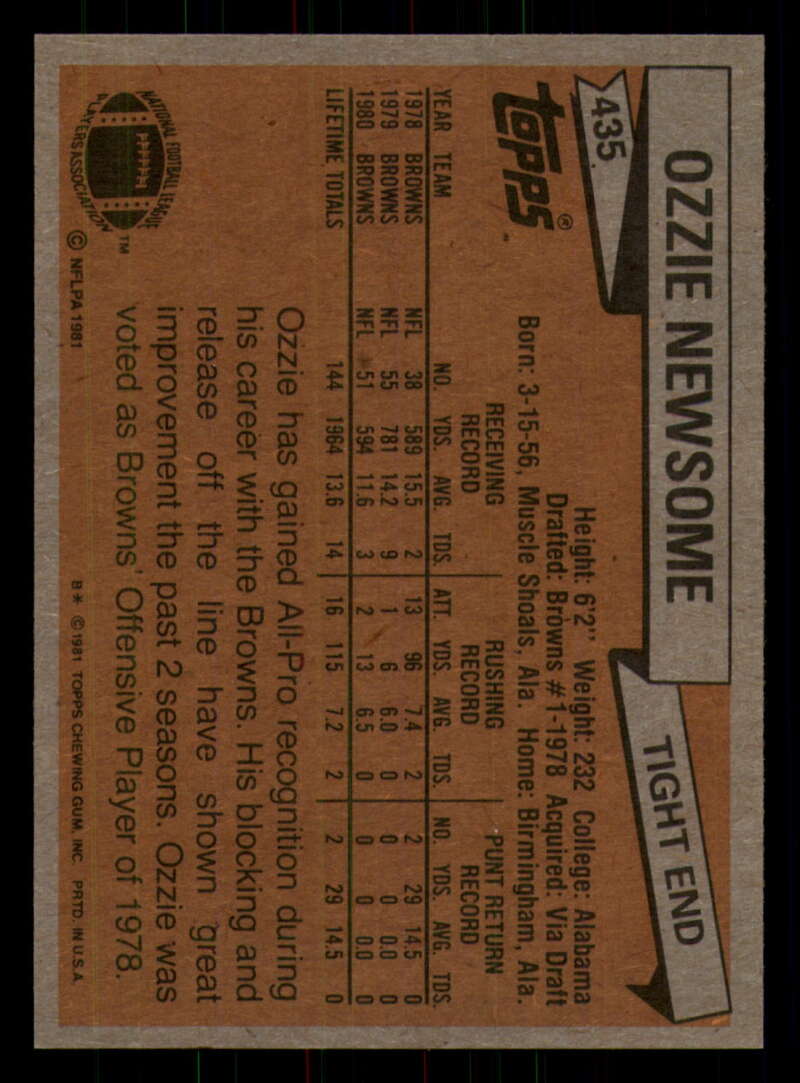 435
OZZIE NEWSOME
TIGHT END
topps®
Height: 6'2" Weight: 232 College: Alabama
Drafted: Browns #1-1978 Acquired: Via Draft
Born: 3-15-56, Muscle Shoals, Ala. Home: Birmingham, Ala.
RECEIVING RECORD RUSHING RECORD PUNT RETURN RECORD
YEAR TEAM NO. YDS. AVG. TDS. ATT. YDS. AVG. TDS. NO. YDS. AVG. TDS.
1978 BROWNS NFL 38 589 15.5 2 13 96 7.4 2 2 29 14.5 0
1979 BROWNS NFL 55 781 14.2 9 1 6 6.0 0 0 0 0.0 0
1980 BROWNS NFL 51 594 11.6 3 2 13 6.5 0 0 0 0.0 0
LIFETIME TOTALS 144 1964 13.6 14 16 115 7.2 2 2 29 14.5 0
Ozzie has gained All-Pro recognition during
his career with the Browns. His blocking and
release off the line have shown great
improvement the past 2 seasons. Ozzie was
voted as Browns' Offensive Player of 1978.
NATIONAL FOOTBALL LEAGUE
PLAYERS ASSOCIATION
™
© NFLPA 1981
B* ©1981 TOPPS CHEWING GUM, INC. PRTD. IN U.S.A.